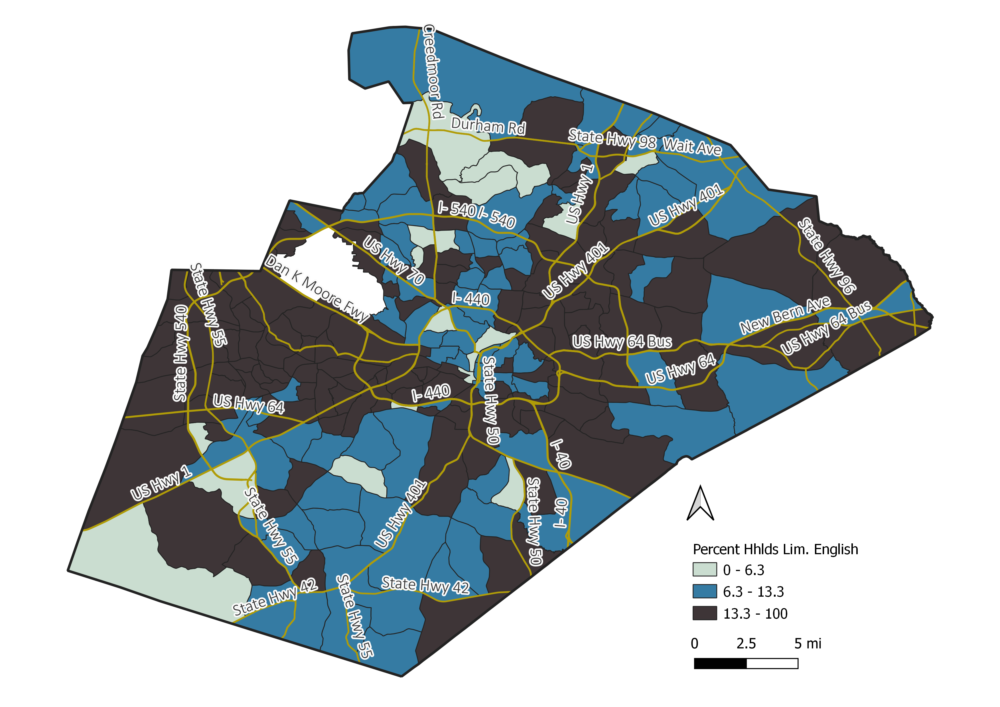 Creedmoor Rd
Durham Rd
State Hwy 98
Wait Ave
US Hwy 1
US Hwy 401
I- 540
I- 540
State Hwy 96
US Hwy 70
US Hwy 401
Dan K Moore Fwy
State Hwy 55
State Hwy 540
I- 440
New Bern Ave
US Hwy 64 Bus
US Hwy 64 Bus
US Hwy 64
State Hwy 50
I- 440
US Hwy 64
I- 40
US Hwy 1
State Hwy 55
US Hwy 401
State Hwy 50
I- 40
State Hwy 42
State Hwy 42
State Hwy 55
Percent Hhlds Lim. English
0 - 6.3
6.3 - 13.3
13.3 - 100
0 2.5 5 mi